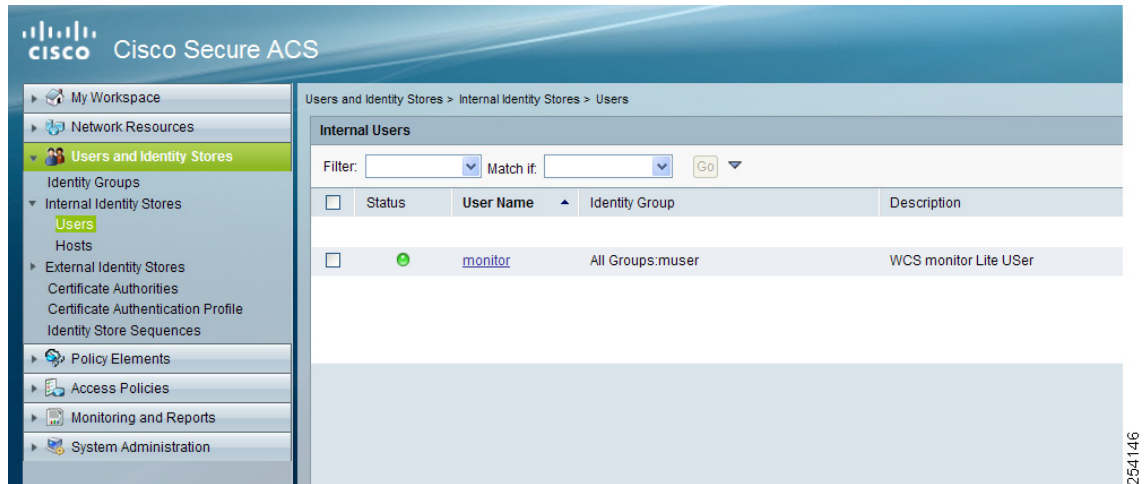 CISCO Cisco Secure ACS
My Workspace
Network Resources
Users and Identity Stores
Identity Groups
Internal Identity Stores
Users
Hosts
External Identity Stores
Certificate Authorities
Certificate Authentication Profile
Identity Store Sequences
Policy Elements
Access Policies
Monitoring and Reports
System Administration
Users and Identity Stores > Internal Identity Stores > Users
Internal Users
Filter: Match if: Go
Status User Name Identity Group Description
monitor All Groups:muser WCS monitor Lite USer
254146